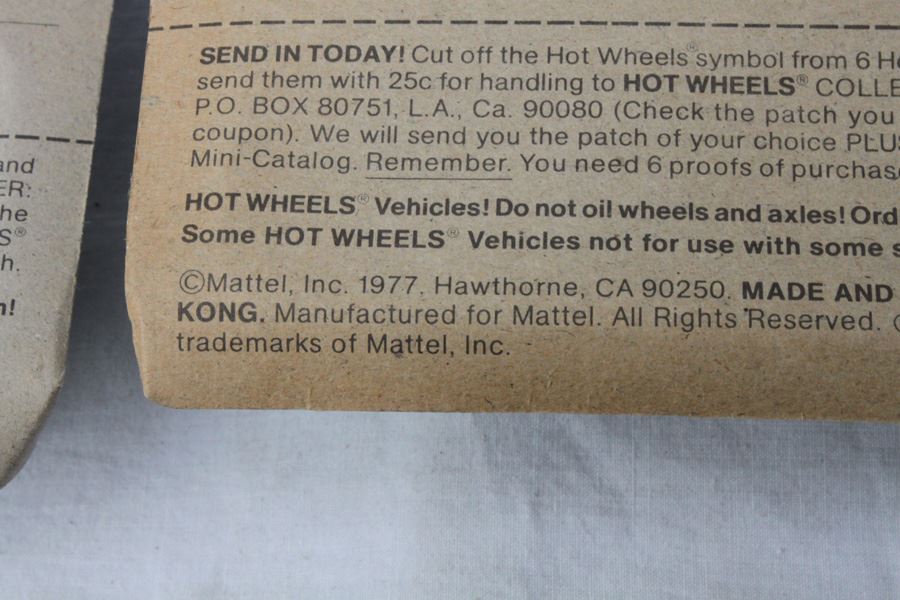 and
ER:
he
S®
h.
n!
SEND IN TODAY! Cut off the Hot Wheels® symbol from 6 H
send them with 25c for handling to HOT WHEELS® COLLE
P.O. BOX 80751, L.A., Ca. 90080 (Check the patch you
coupon). We will send you the patch of your choice PLUS
Mini-Catalog. Remember. You need 6 proofs of purchas
HOT WHEELS® Vehicles! Do not oil wheels and axles! Ord
Some HOT WHEELS® Vehicles not for use with some s
©Mattel, Inc. 1977. Hawthorne, CA 90250. MADE AND
KONG. Manufactured for Mattel. All Rights Reserved.
trademarks of Mattel, Inc.